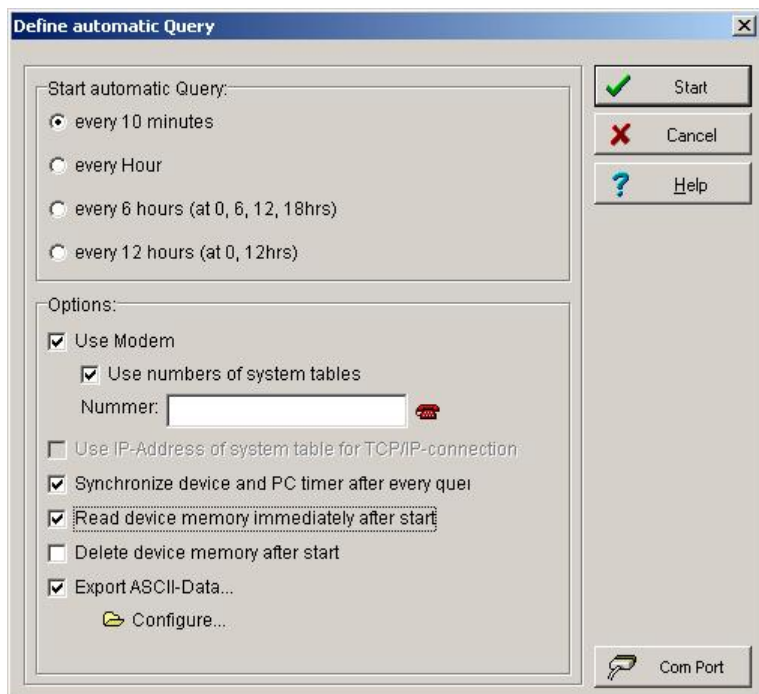 Define automatic Query
Start automatic Query:
every 10 minutes
every Hour
every 6 hours (at 0, 6, 12, 18hrs)
every 12 hours (at 0, 12hrs)
Options:
Use Modem
Use numbers of system tables
Nummer:
Use IP-Address of system table for TCP/IP-connection
Synchronize device and PC timer after every quei
Read device memory immediately after start
Delete device memory after start
Export ASCII-Data...
Configure...
Start
Cancel
Help
Com Port